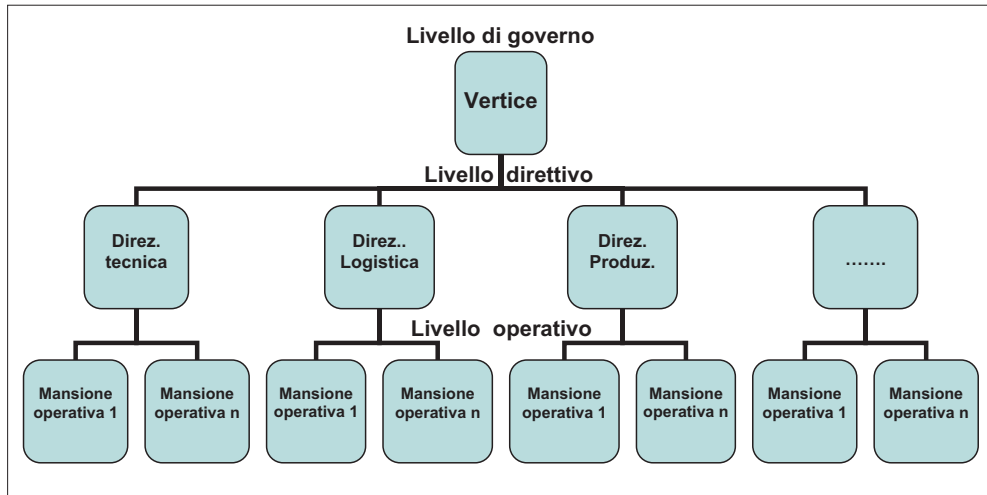 Livello di governo
Vertice
Livello direttivo
Direz.
tecnica
Direz..
Logistica
Direz.
Produz.
.......
Livello operativo
Mansione
operativa 1
Mansione
operativa n
Mansione
operativa 1
Mansione
operativa n
Mansione
operativa 1
Mansione
operativa n
Mansione
operativa 1
Mansione
operativa n